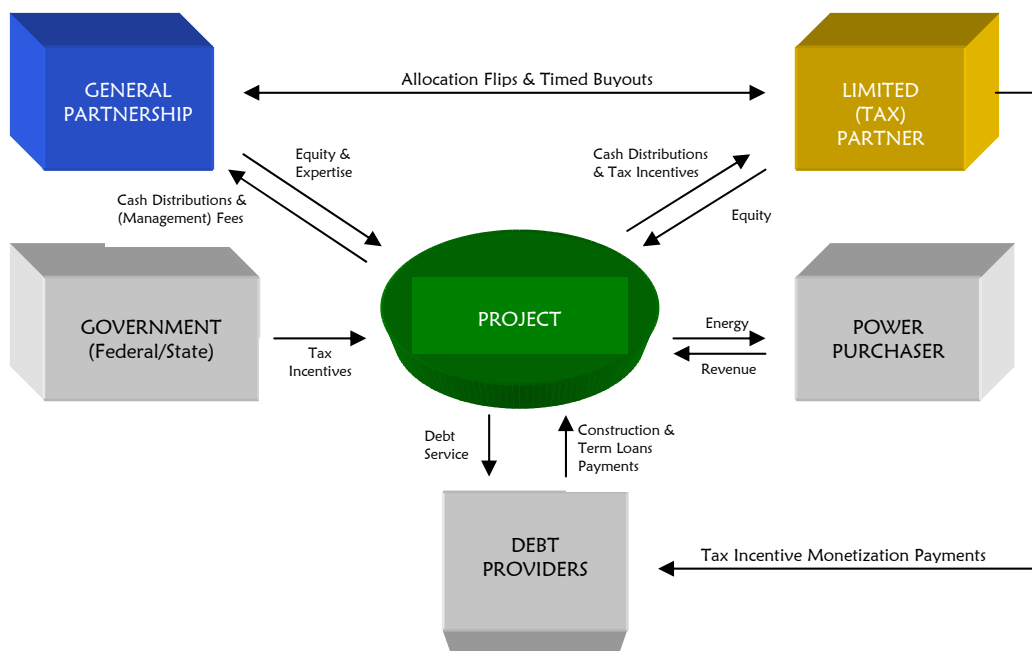 GENERAL
PARTNERSHIP
Allocation Flips & Timed Buyouts
LIMITED
(TAX)
PARTNER
Equity &
Expertise
Cash Distributions &
(Management) Fees
Cash Distributions
& Tax Incentives
Equity
GOVERNMENT
(Federal/State)
Tax
Incentives
PROJECT
Energy
Revenue
POWER
PURCHASER
Debt
Service
Construction &
Term Loans
Payments
DEBT
PROVIDERS
Tax Incentive Monetization Payments